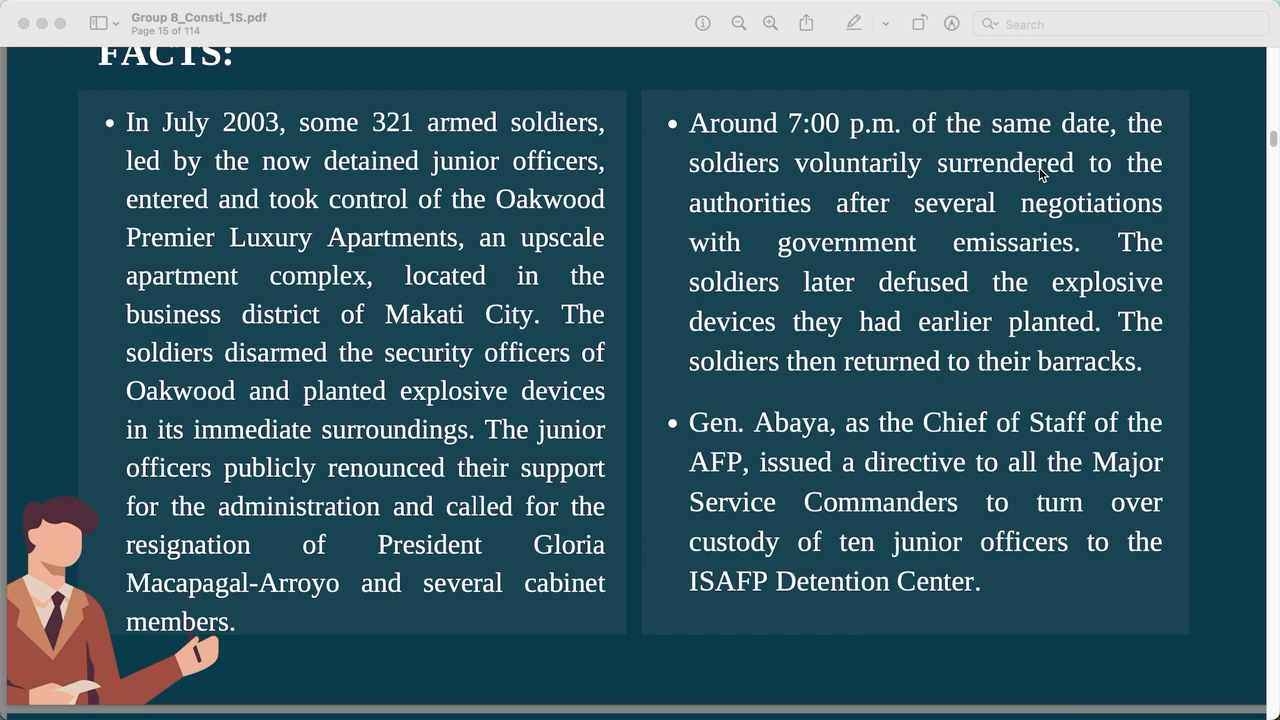 Group 8_Consti_1S.pdf
Page 15 of 114
Search
FACTS:
• In July 2003, some 321 armed soldiers,
led by the now detained junior officers,
entered and took control of the Oakwood
Premier Luxury Apartments, an upscale
apartment complex, located in the
business district of Makati City. The
soldiers disarmed the security officers of
Oakwood and planted explosive devices
in its immediate surroundings. The junior
officers publicly renounced their support
for the administration and called for the
resignation of President Gloria
Macapagal-Arroyo and several cabinet
members.
• Around 7:00 p.m. of the same date, the
soldiers voluntarily surrendered to the
authorities after several negotiations
with government emissaries. The
soldiers later defused the explosive
devices they had earlier planted. The
soldiers then returned to their barracks.
• Gen. Abaya, as the Chief of Staff of the
AFP, issued a directive to all the Major
Service Commanders to turn over
custody of ten junior officers to the
ISAFP Detention Center.